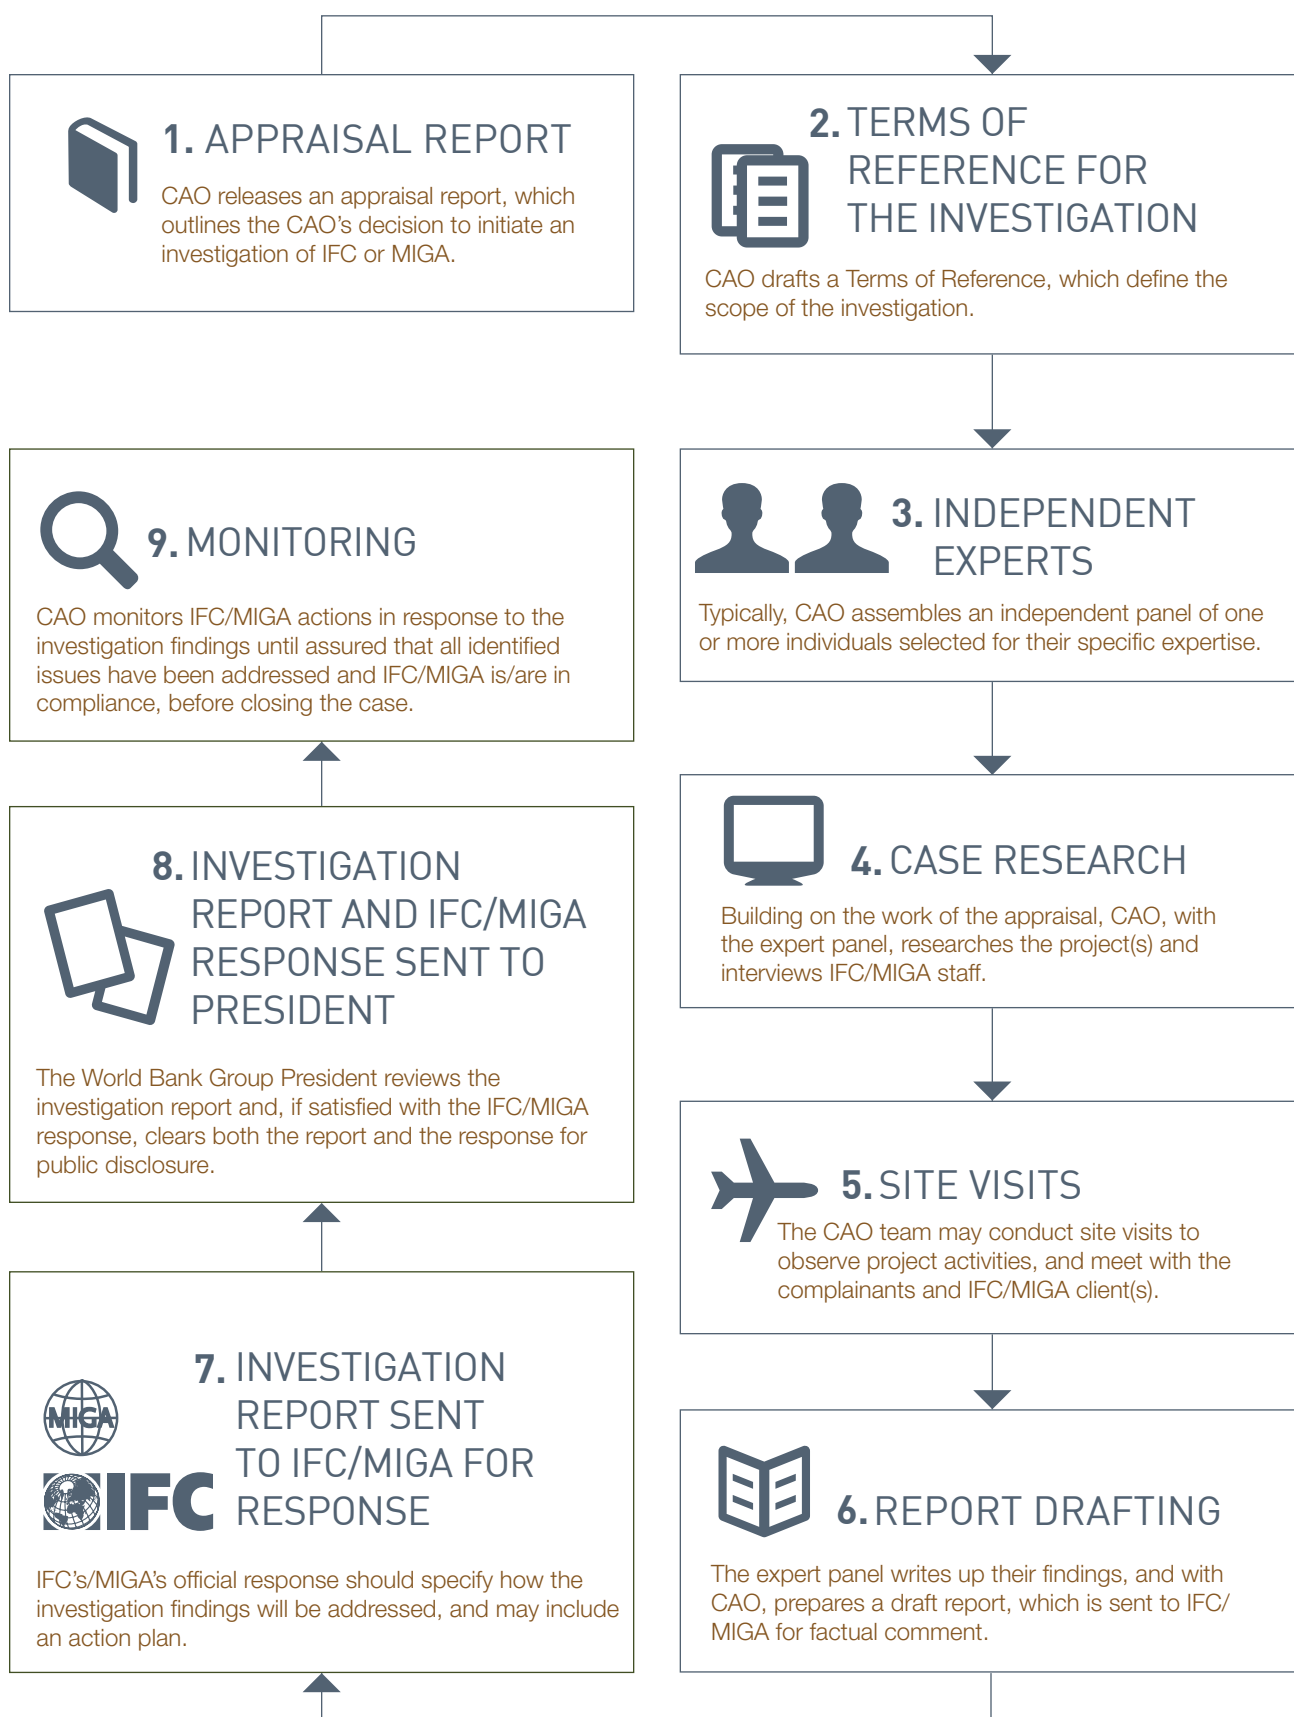 1. APPRAISAL REPORT
CAO releases an appraisal report, which
outlines the CAO's decision to initiate an
investigation of IFC or MIGA.
2. TERMS OF
REFERENCE FOR
THE INVESTIGATION
CAO drafts a Terms of Reference, which define the
scope of the investigation.
3. INDEPENDENT
EXPERTS
Typically, CAO assembles an independent panel of one
or more individuals selected for their specific expertise.
4. CASE RESEARCH
Building on the work of the appraisal, CAO, with
the expert panel, researches the project(s) and
interviews IFC/MIGA staff.
5. SITE VISITS
The CAO team may conduct site visits to
observe project activities, and meet with the
complainants and IFC/MIGA client(s).
6. REPORT DRAFTING
The expert panel writes up their findings, and with
CAO, prepares a draft report, which is sent to IFC/
MIGA for factual comment.
7. INVESTIGATION
REPORT SENT
TO IFC/MIGA FOR
RESPONSE
MIGA
IFC
IFC's/MIGA's official response should specify how the
investigation findings will be addressed, and may include
an action plan.
8. INVESTIGATION
REPORT AND IFC/MIGA
RESPONSE SENT TO
PRESIDENT
The World Bank Group President reviews the
investigation report and, if satisfied with the IFC/MIGA
response, clears both the report and the response for
public disclosure.
9. MONITORING
CAO monitors IFC/MIGA actions in response to the
investigation findings until assured that all identified
issues have been addressed and IFC/MIGA is/are in
compliance, before closing the case.